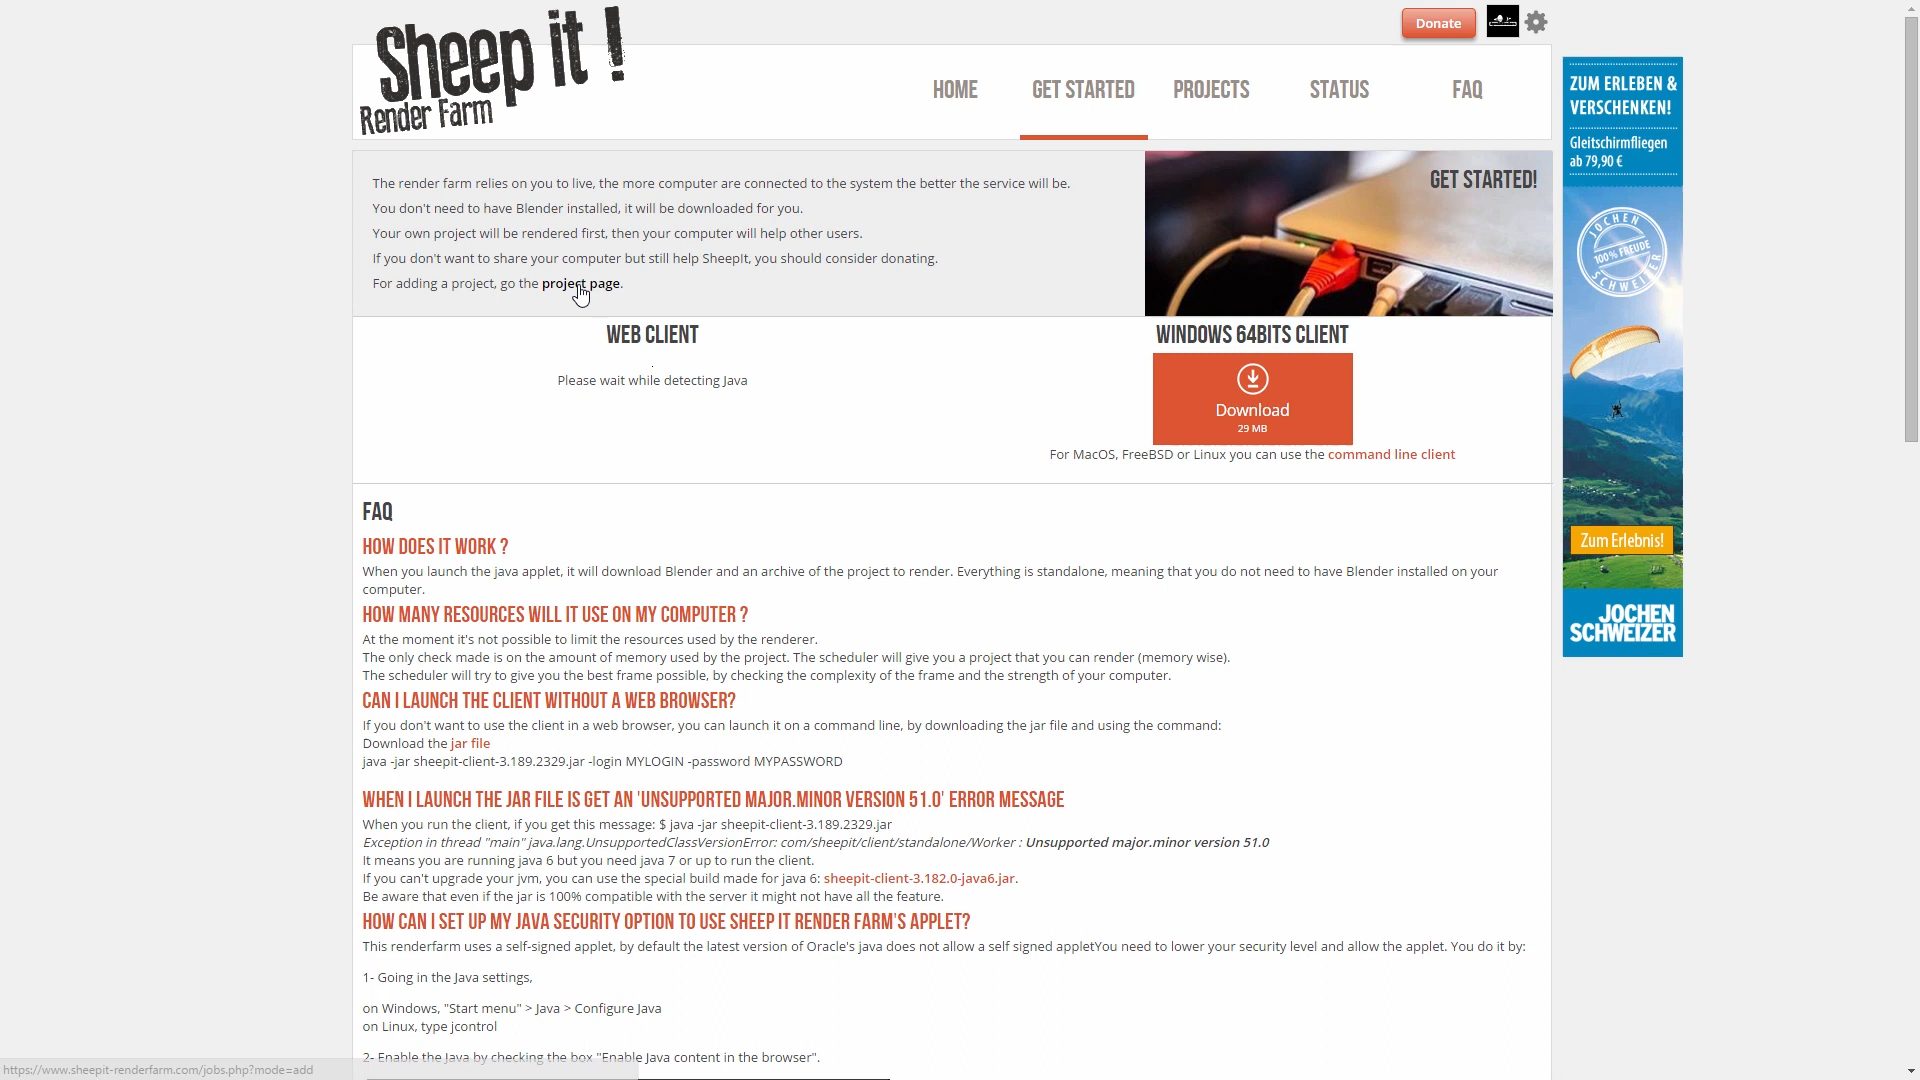 Sheep it !
Render Farm
Donate
HOME
GET STARTED
PROJECTS
STATUS
FAQ
The render farm relies on you to live, the more computer are connected to the system the better the service will be.
You don't need to have Blender installed, it will be downloaded for you.
Your own project will be rendered first, then your computer will help other users.
If you don't want to share your computer but still help SheepIt, you should consider donating.
For adding a project, go the project page.
GET STARTED!
WEB CLIENT
.
Please wait while detecting Java
WINDOWS 64BITS CLIENT
Download
29 MB
For MacOS, FreeBSD or Linux you can use the command line client
FAQ
HOW DOES IT WORK ?
When you launch the java applet, it will download Blender and an archive of the project to render. Everything is standalone, meaning that you do not need to have Blender installed on your
computer.
HOW MANY RESOURCES WILL IT USE ON MY COMPUTER ?
At the moment it's not possible to limit the resources used by the renderer.
The only check made is on the amount of memory used by the project. The scheduler will give you a project that you can render (memory wise).
The scheduler will try to give you the best frame possible, by checking the complexity of the frame and the strength of your computer.
CAN I LAUNCH THE CLIENT WITHOUT A WEB BROWSER?
If you don't want to use the client in a web browser, you can launch it on a command line, by downloading the jar file and using the command:
Download the jar file
java -jar sheepit-client-3.189.2329.jar -login MYLOGIN -password MYPASSWORD
WHEN I LAUNCH THE JAR FILE IS GET AN 'UNSUPPORTED MAJOR.MINOR VERSION 51.0' ERROR MESSAGE
When you run the client, if you get this message: $ java -jar sheepit-client-3.189.2329.jar
Exception in thread "main" java.lang.UnsupportedClassVersionError: com/sheepit/client/standalone/Worker : Unsupported major.minor version 51.0
It means you are running java 6 but you need java 7 or up to run the client.
If you can't upgrade your jvm, you can use the special build made for java 6: sheepit-client-3.182.0-java6.jar.
Be aware that even if the jar is 100% compatible with the server it might not have all the feature.
HOW CAN I SET UP MY JAVA SECURITY OPTION TO USE SHEEP IT RENDER FARM'S APPLET?
This renderfarm uses a self-signed applet, by default the latest version of Oracle's java does not allow a self signed appletYou need to lower your security level and allow the applet. You do it by:
1- Going in the Java settings,
on Windows, "Start menu" > Java > Configure Java
on Linux, type jcontrol
2- Enable the Java by checking the box "Enable Java content in the browser".
https://www.sheepit-renderfarm.com/jobs.php?mode=add
ZUM ERLEBEN &
VERSCHENKEN!
Gleitschirmfliegen
ab 79,90 €
JOCHEN
100% FREUDE
SCHWEIZER
Zum Erlebnis!
JOCHEN
SCHWEIZER